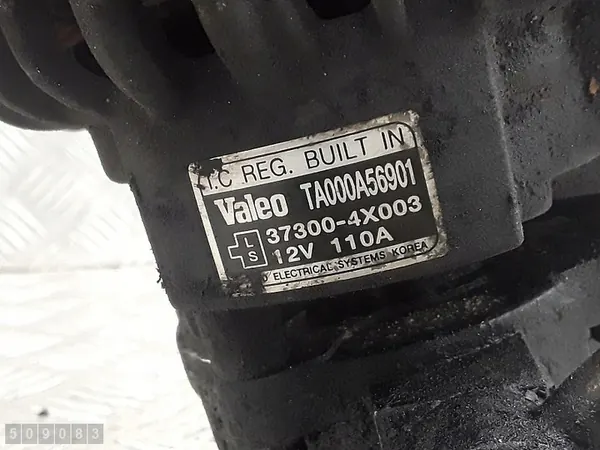 I.C REG. BUILT IN
Valeo TA000A56901
37300-4X003
L
S
12V 110A
ELECTRICAL SYSTEMS KOREA
509083